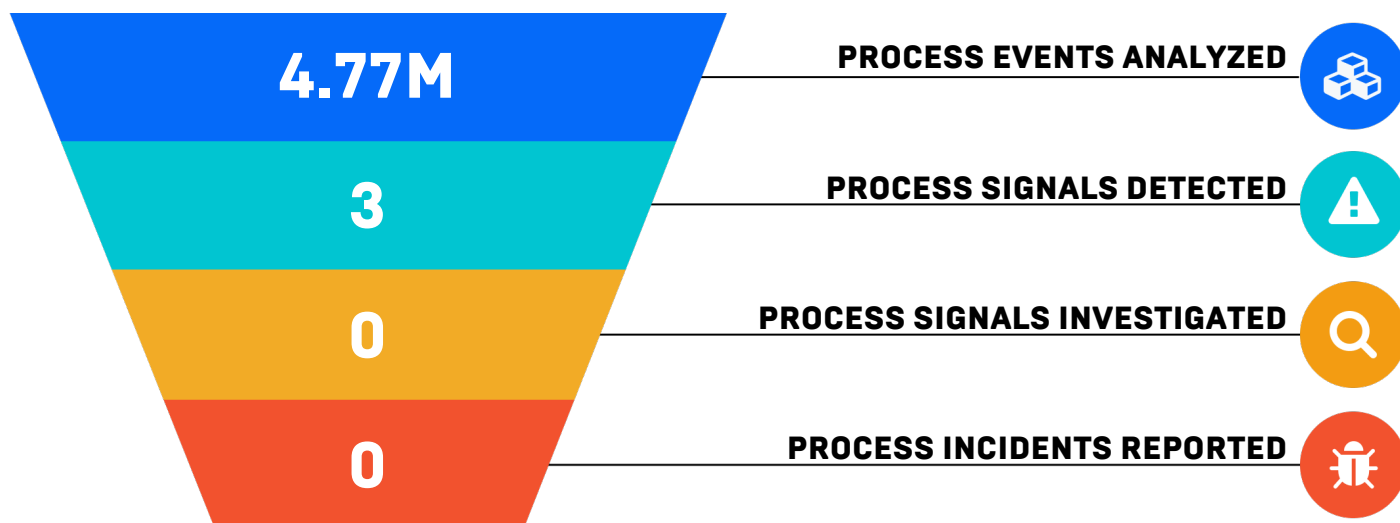 4.77M
PROCESS EVENTS ANALYZED
3
PROCESS SIGNALS DETECTED
0
PROCESS SIGNALS INVESTIGATED
0
PROCESS INCIDENTS REPORTED